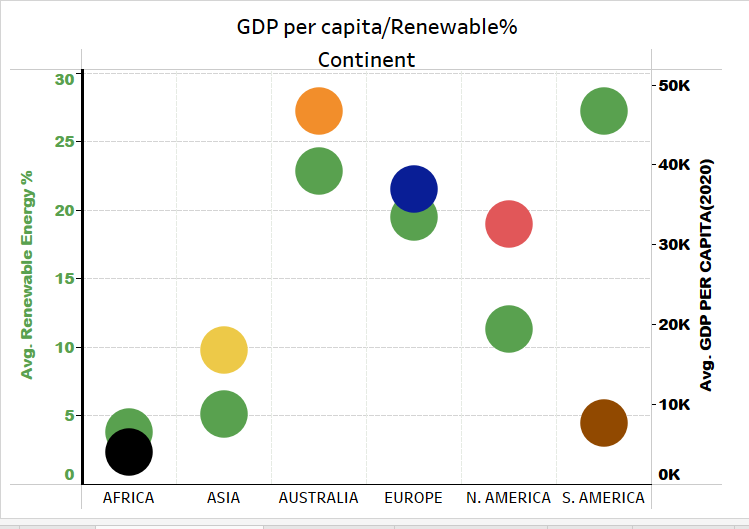 GDP per capita/Renewable%
Continent
30
25
20
15
10
5
0
Avg. Renewable Energy %
50K
40K
30K
20K
10K
0K
Avg. GDP PER CAPITA(2020)
AFRICA ASIA AUSTRALIA EUROPE N. AMERICA S. AMERICA